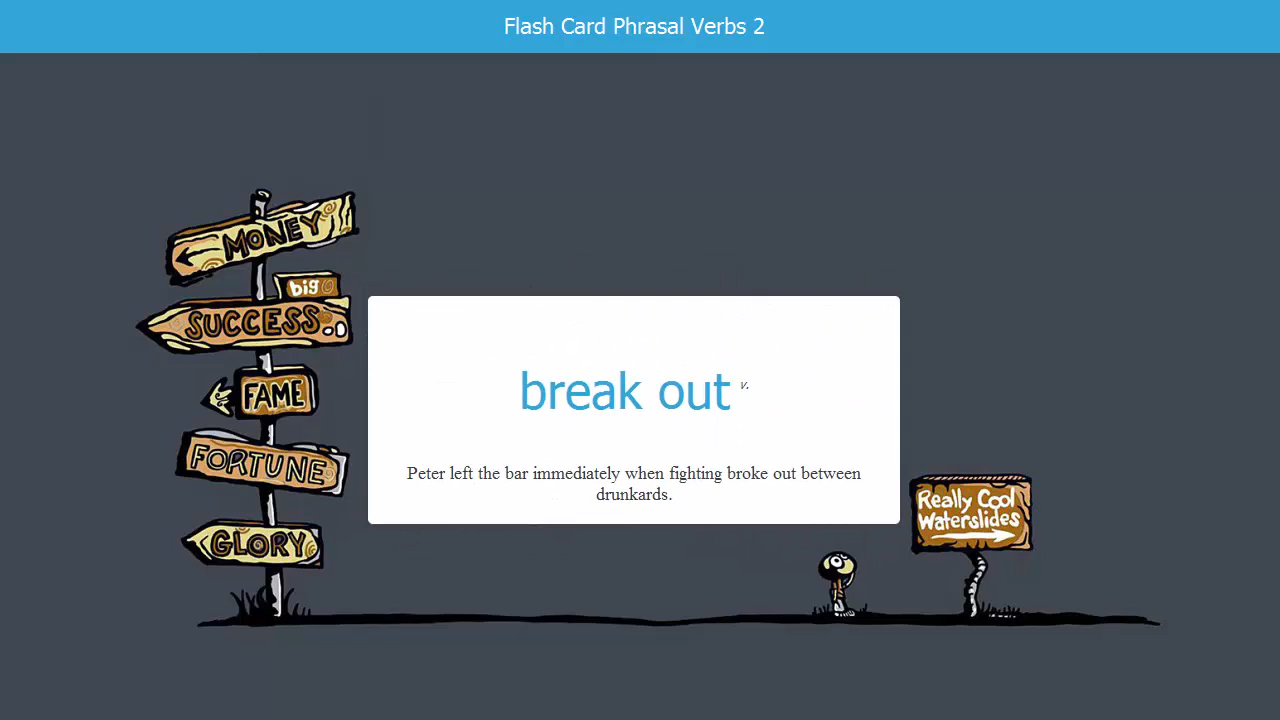 Flash Card Phrasal Verbs 2
MONEY
big
SUCCESS
FAME
FORTUNE
GLORY
break out v.
Peter left the bar immediately when fighting broke out between
drunkards.
Really Cool
Waterslides